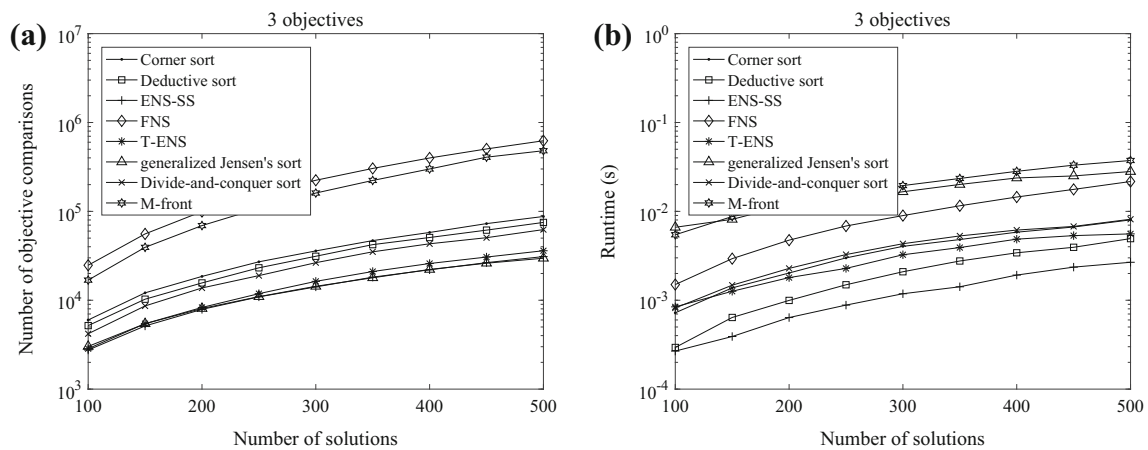 (a)
3 objectives
Number of objective comparisons
10^7
10^6
10^5
10^4
10^3
Corner sort
Deductive sort
ENS-SS
FNS
T-ENS
generalized Jensen's sort
Divide-and-conquer sort
M-front
100 200 300 400 500
Number of solutions
(b)
3 objectives
Runtime (s)
10^0
10^-1
10^-2
10^-3
10^-4
Corner sort
Deductive sort
ENS-SS
FNS
T-ENS
generalized Jensen's sort
Divide-and-conquer sort
M-front
100 200 300 400 500
Number of solutions